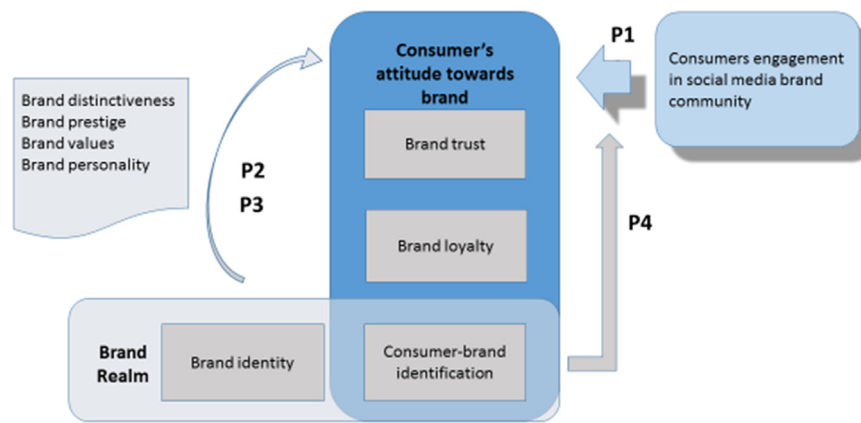 Brand distinctiveness
Brand prestige
Brand values
Brand personality
P2
P3
Consumer's
attitude towards
brand
Brand trust
Brand loyalty
P1
Consumers engagement
in social media brand
community
P4
Brand
Realm
Brand identity
Consumer-brand
identification